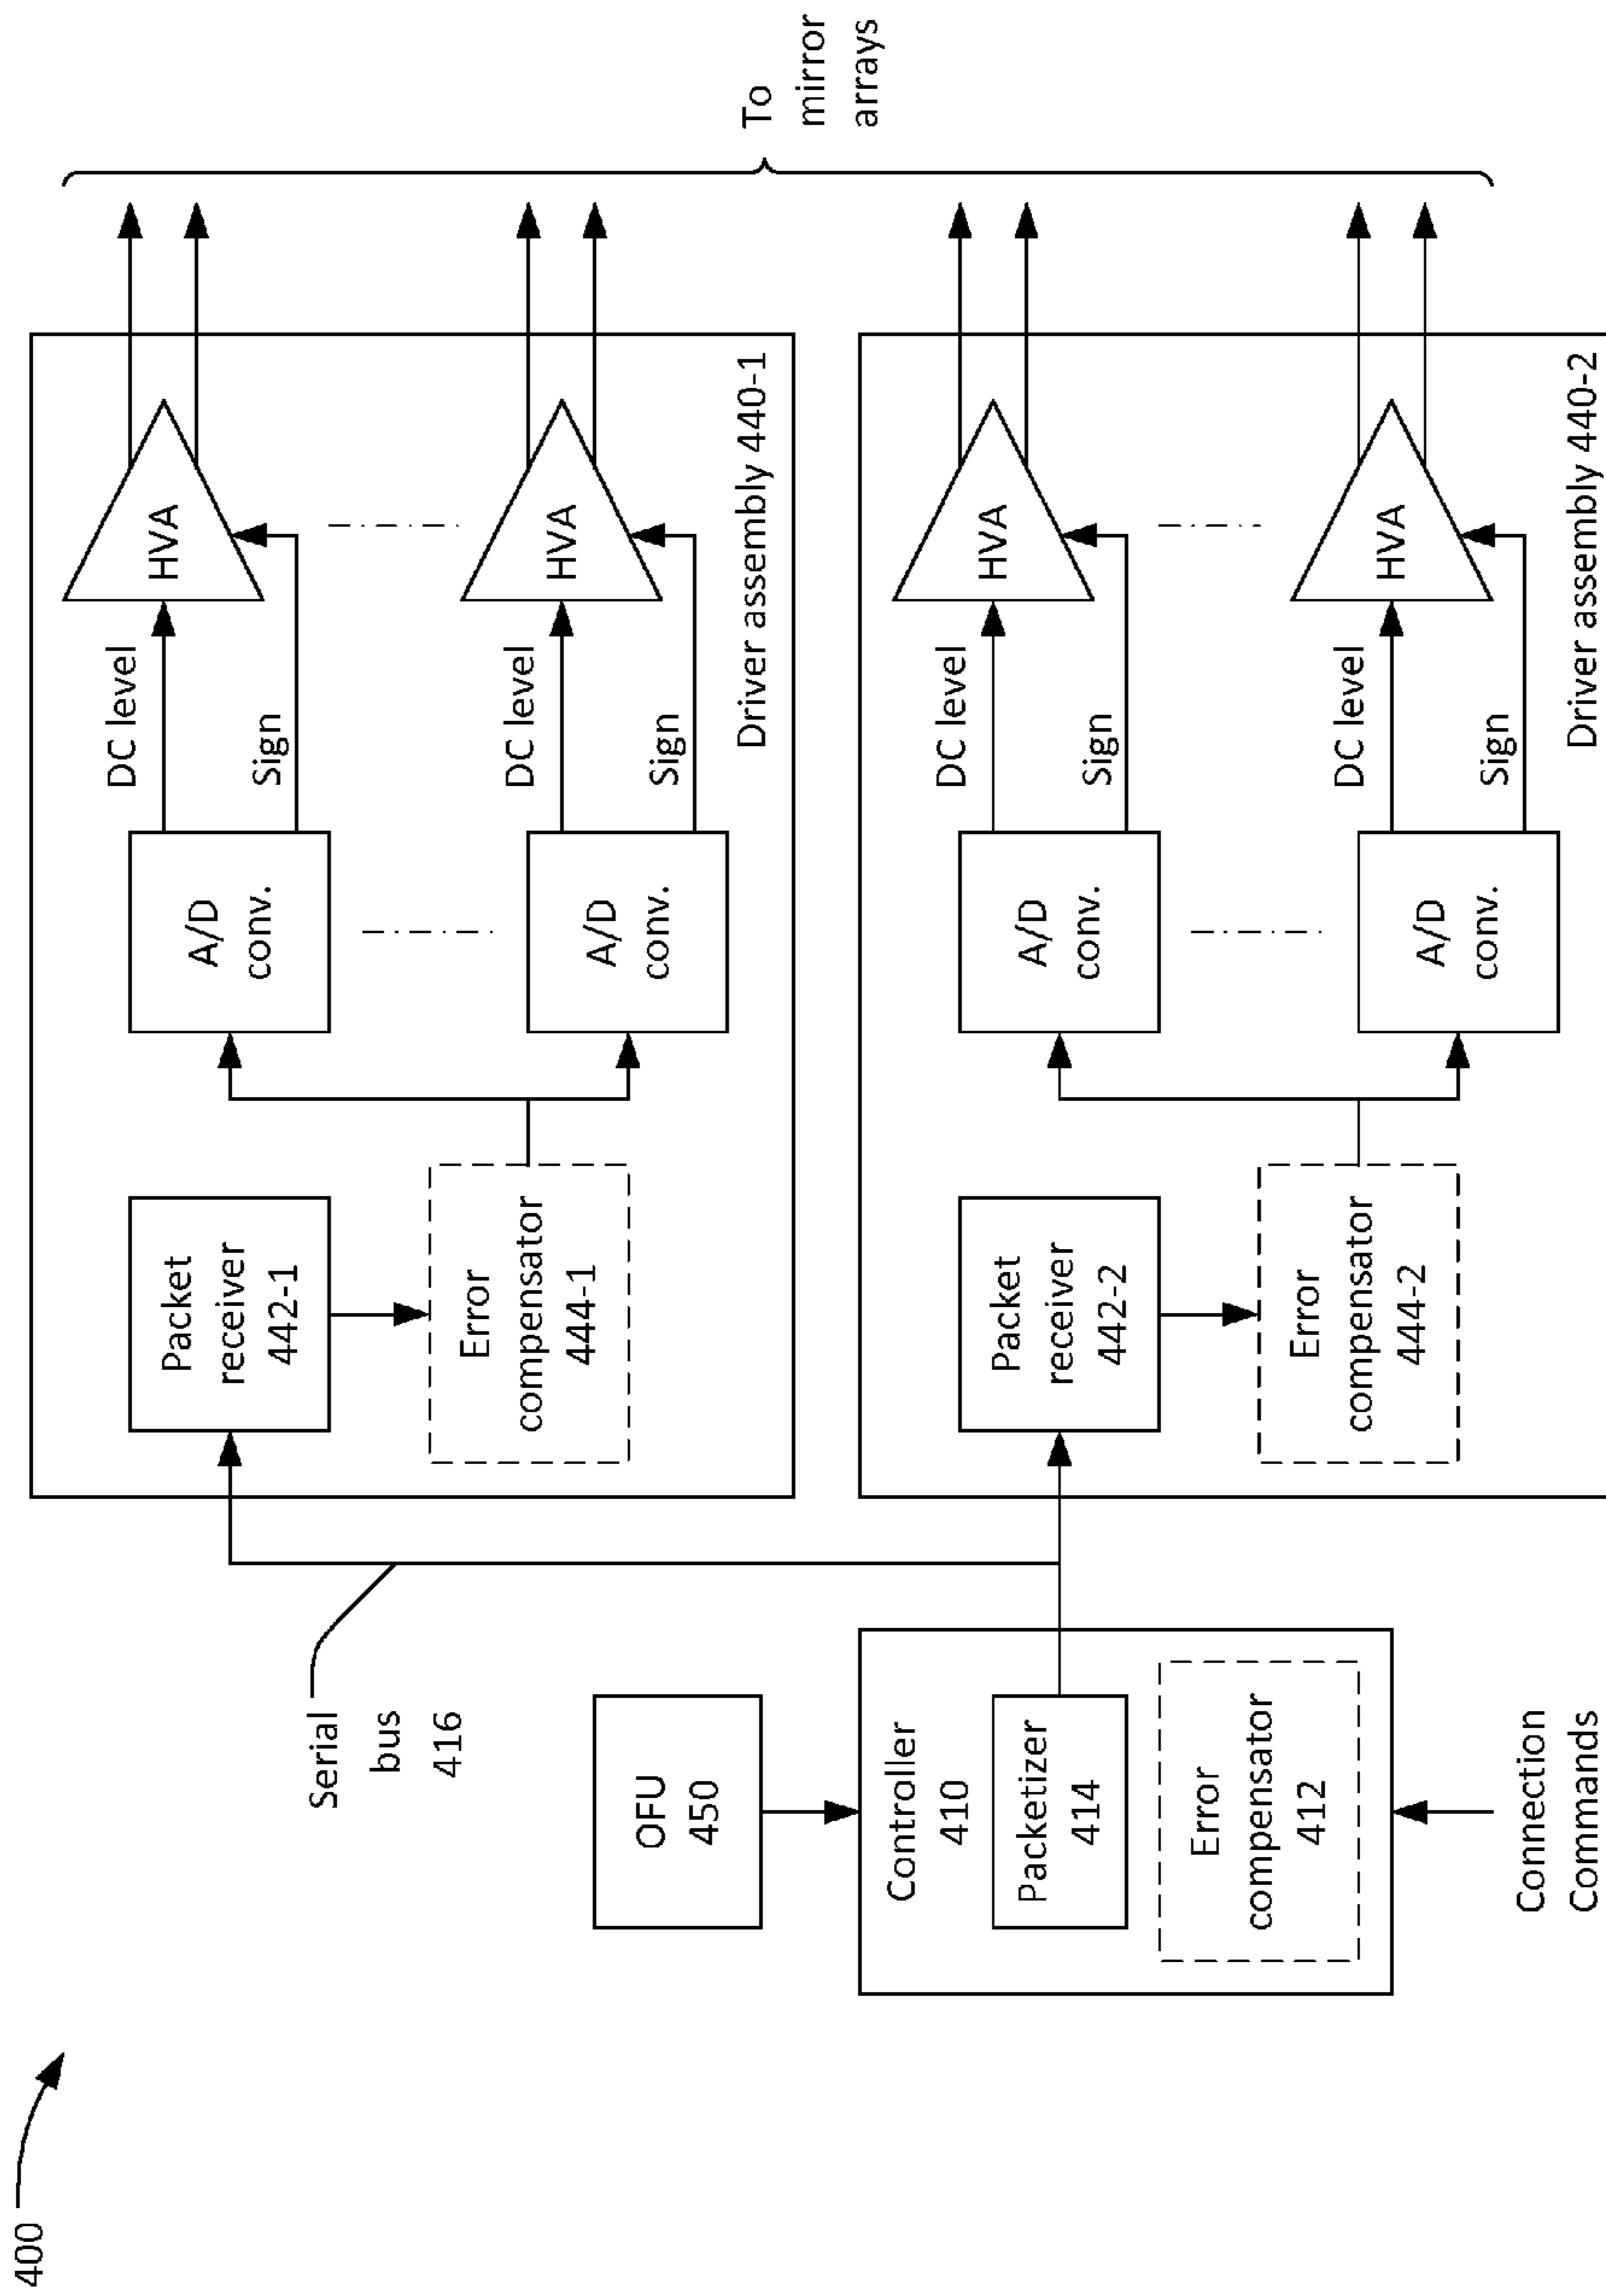 400
Serial
bus
416
OFU
450
Controller
410
Packetizer
414
Error
compensator
412
Connection
Commands
Packet
receiver
442-1
Error
compensator
444-1
A/D
conv.
A/D
conv.
DC level
Sign
DC level
Sign
HVA
HVA
Driver assembly 440-1
Packet
receiver
442-2
Error
compensator
444-2
A/D
conv.
A/D
conv.
DC level
Sign
DC level
Sign
HVA
HVA
Driver assembly 440-2
To
mirror
arrays